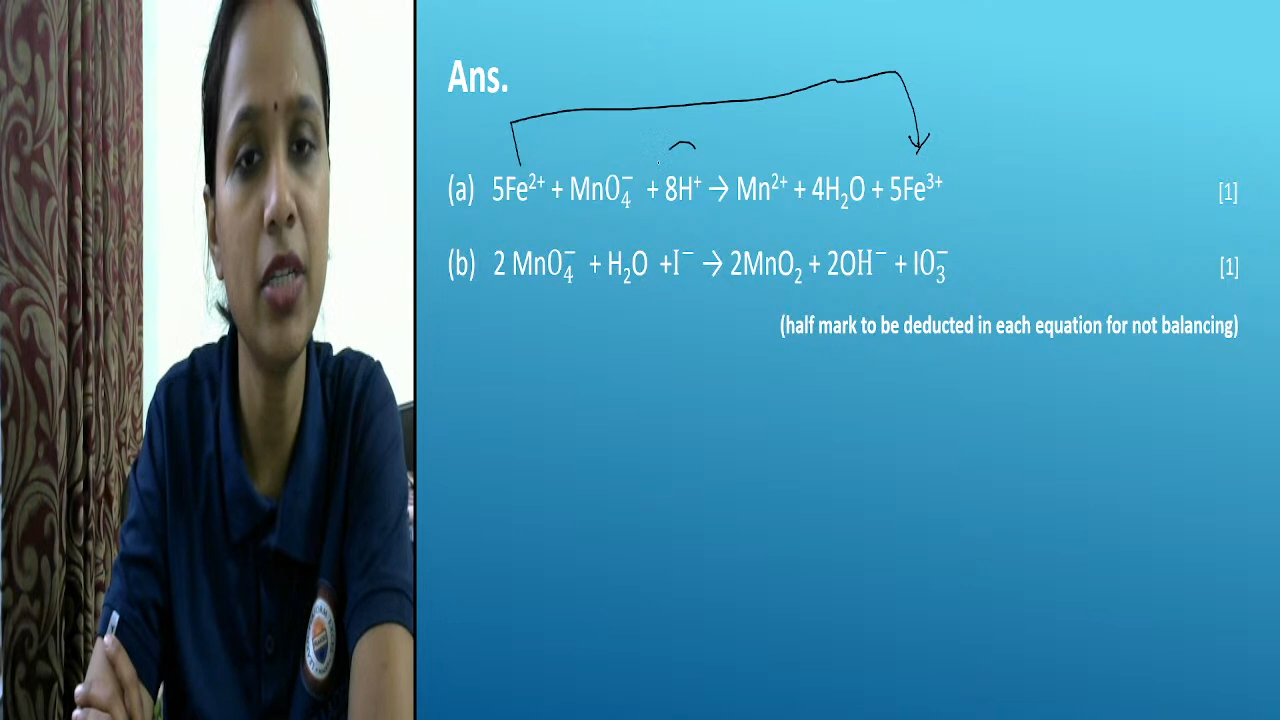 Ans.
(a) 5Fe²⁺ + MnO₄⁻ + 8H⁺ → Mn²⁺ + 4H₂O + 5Fe³⁺ [1]
(b) 2 MnO₄⁻ + H₂O +I⁻ → 2MnO₂ + 2OH⁻ + IO₃⁻ [1]
(half mark to be deducted in each equation for not balancing)